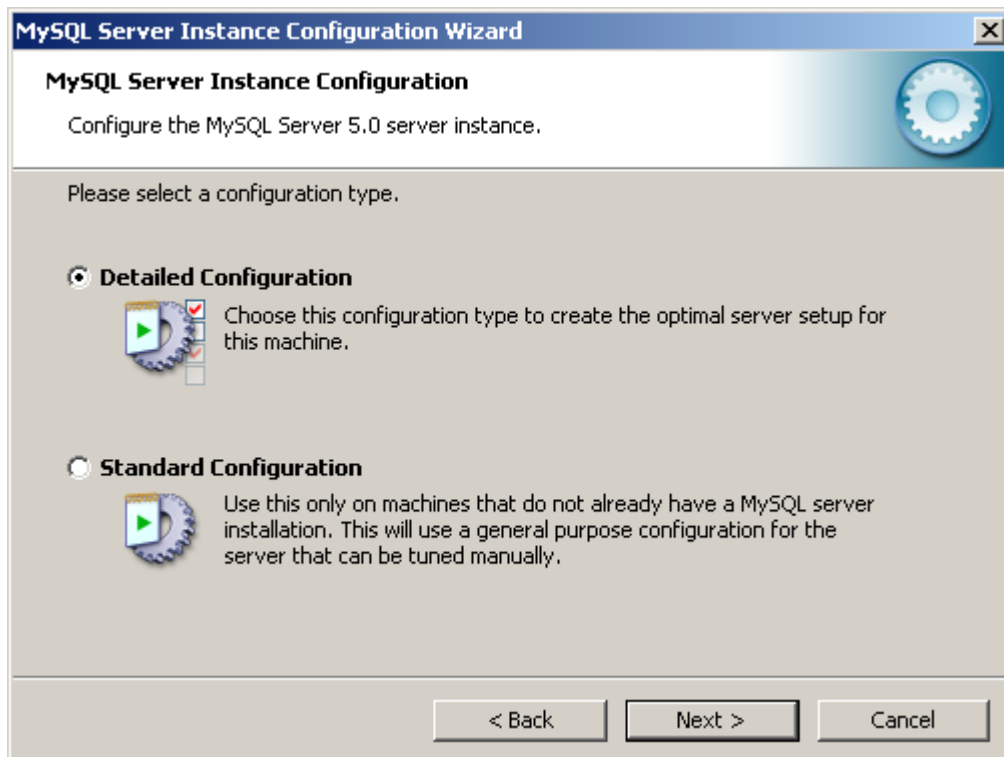 MySQL Server Instance Configuration Wizard
MySQL Server Instance Configuration
Configure the MySQL Server 5.0 server instance.
Please select a configuration type.
Detailed Configuration
Choose this configuration type to create the optimal server setup for
this machine.
Standard Configuration
Use this only on machines that do not already have a MySQL server
installation. This will use a general purpose configuration for the
server that can be tuned manually.
< Back
Next >
Cancel